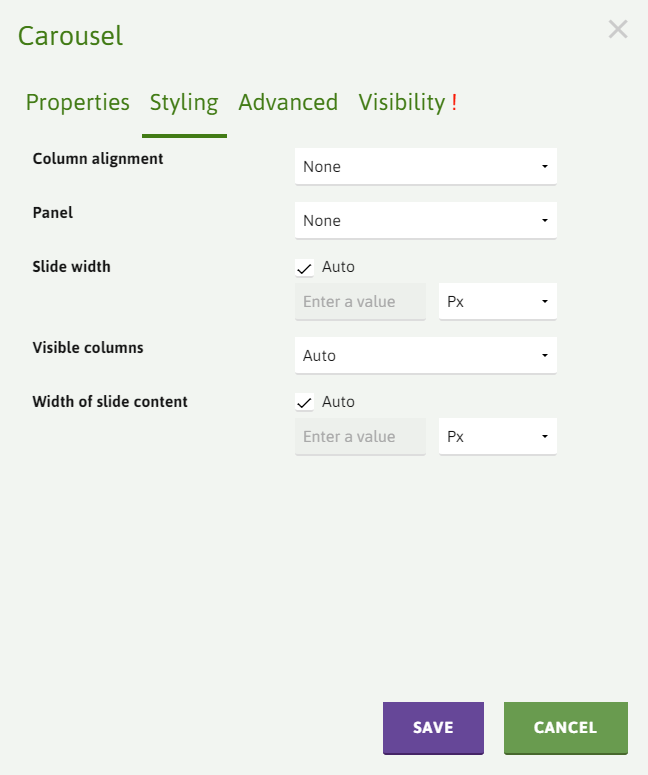 Carousel
Properties Styling Advanced Visibility !
Column alignment None
Panel None
Slide width Auto
Enter a value Px
Visible columns Auto
Width of slide content Auto
Enter a value Px
SAVE CANCEL